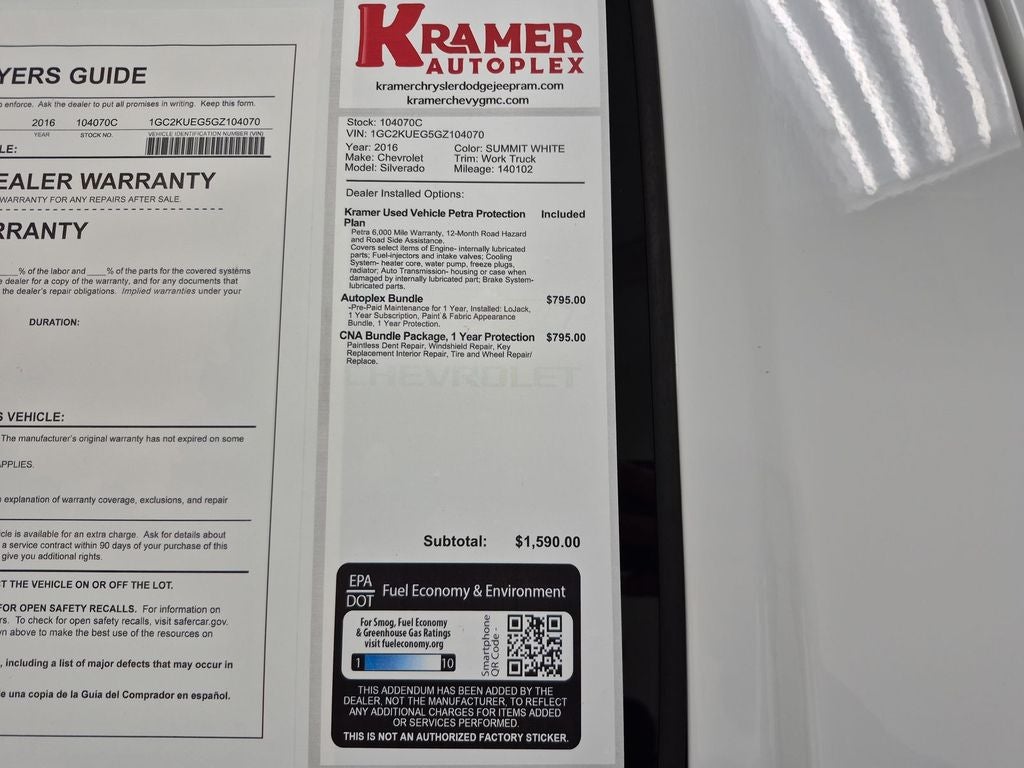 YERS GUIDE
enforce. Ask the dealer to put all promises in writing. Keep this form.
2016 104070C 1GC2KUEG5GZ104070
YEAR STOCK NO. VEHICLE IDENTIFICATION NUMBER (VIN)
LE:
EALER WARRANTY
WARRANTY FOR ANY REPAIRS AFTER SALE.
RRANTY
____% of the labor and ____% of the parts for the covered systems
e dealer for a copy of the warranty, and for any documents that
the dealer's repair obligations. Implied warranties under your
DURATION:
S VEHICLE:
The manufacturer's original warranty has not expired on some
APPLIES.
explanation of warranty coverage, exclusions, and repair
icle is available for an extra charge. Ask for details about
a service contract within 90 days of your purchase of this
give you additional rights.
CT THE VEHICLE ON OR OFF THE LOT.
FOR OPEN SAFETY RECALLS. For information on
rs. To check for open safety recalls, visit safercar.gov.
n above to make the best use of the resources on
, including a list of major defects that may occur in
e una copia de la Guía del Comprador en español.
KRAMER
AUTOPLEX
kramerchryslerdodgejeepram.com
kramerchevygmc.com
Stock: 104070C
VIN: 1GC2KUEG5GZ104070
Year: 2016 Color: SUMMIT WHITE
Make: Chevrolet Trim: Work Truck
Model: Silverado Mileage: 140102
Dealer Installed Options:
Kramer Used Vehicle Petra Protection Included
Plan
Petra 6,000 Mile Warranty, 12-Month Road Hazard
and Road Side Assistance.
Covers select items of Engine- internally lubricated
parts; Fuel-injectors and intake valves; Cooling
System- heater core, water pump, freeze plugs,
radiator; Auto Transmission- housing or case when
damaged by internally lubricated part; Brake System-
lubricated parts.
Autoplex Bundle $795.00
-Pre-Paid Maintenance for 1 Year, Installed: LoJack,
1 Year Subscription, Paint & Fabric Appearance
Bundle, 1 Year Protection.
CNA Bundle Package, 1 Year Protection $795.00
Paintless Dent Repair, Windshield Repair, Key
Replacement Interior Repair, Tire and Wheel Repair/
Replace.
CHEVROLET
Subtotal: $1,590.00
EPA
DOT Fuel Economy & Environment
For Smog, Fuel Economy
& Greenhouse Gas Ratings
visit fueleconomy.org
1 10
Smartphone
QR Code -
THIS ADDENDUM HAS BEEN ADDED BY THE
DEALER, NOT THE MANUFACTURER, TO REFLECT
ANY ADDITIONAL CHARGES FOR ITEMS ADDED
OR SERVICES PERFORMED.
THIS IS NOT AN AUTHORIZED FACTORY STICKER.